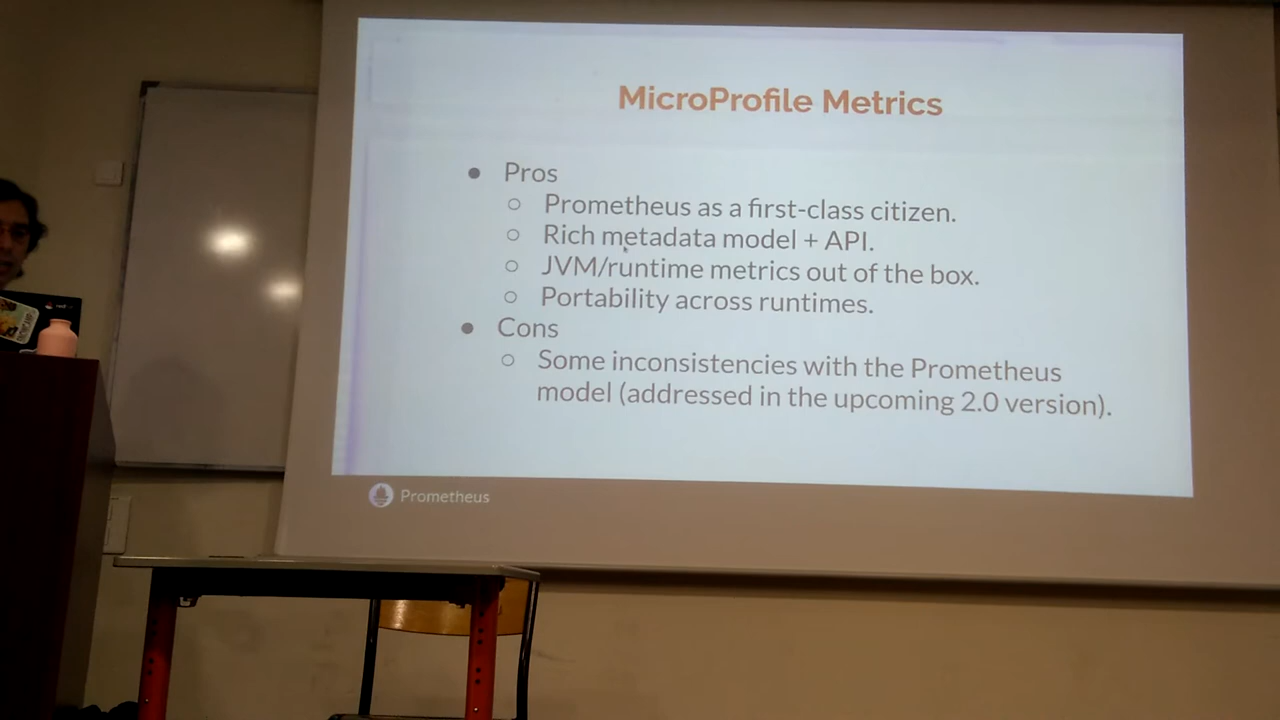 MicroProfile Metrics
● Pros
○ Prometheus as a first-class citizen.
○ Rich metadata model + API.
○ JVM/runtime metrics out of the box.
○ Portability across runtimes.
● Cons
○ Some inconsistencies with the Prometheus
model (addressed in the upcoming 2.0 version).
Prometheus